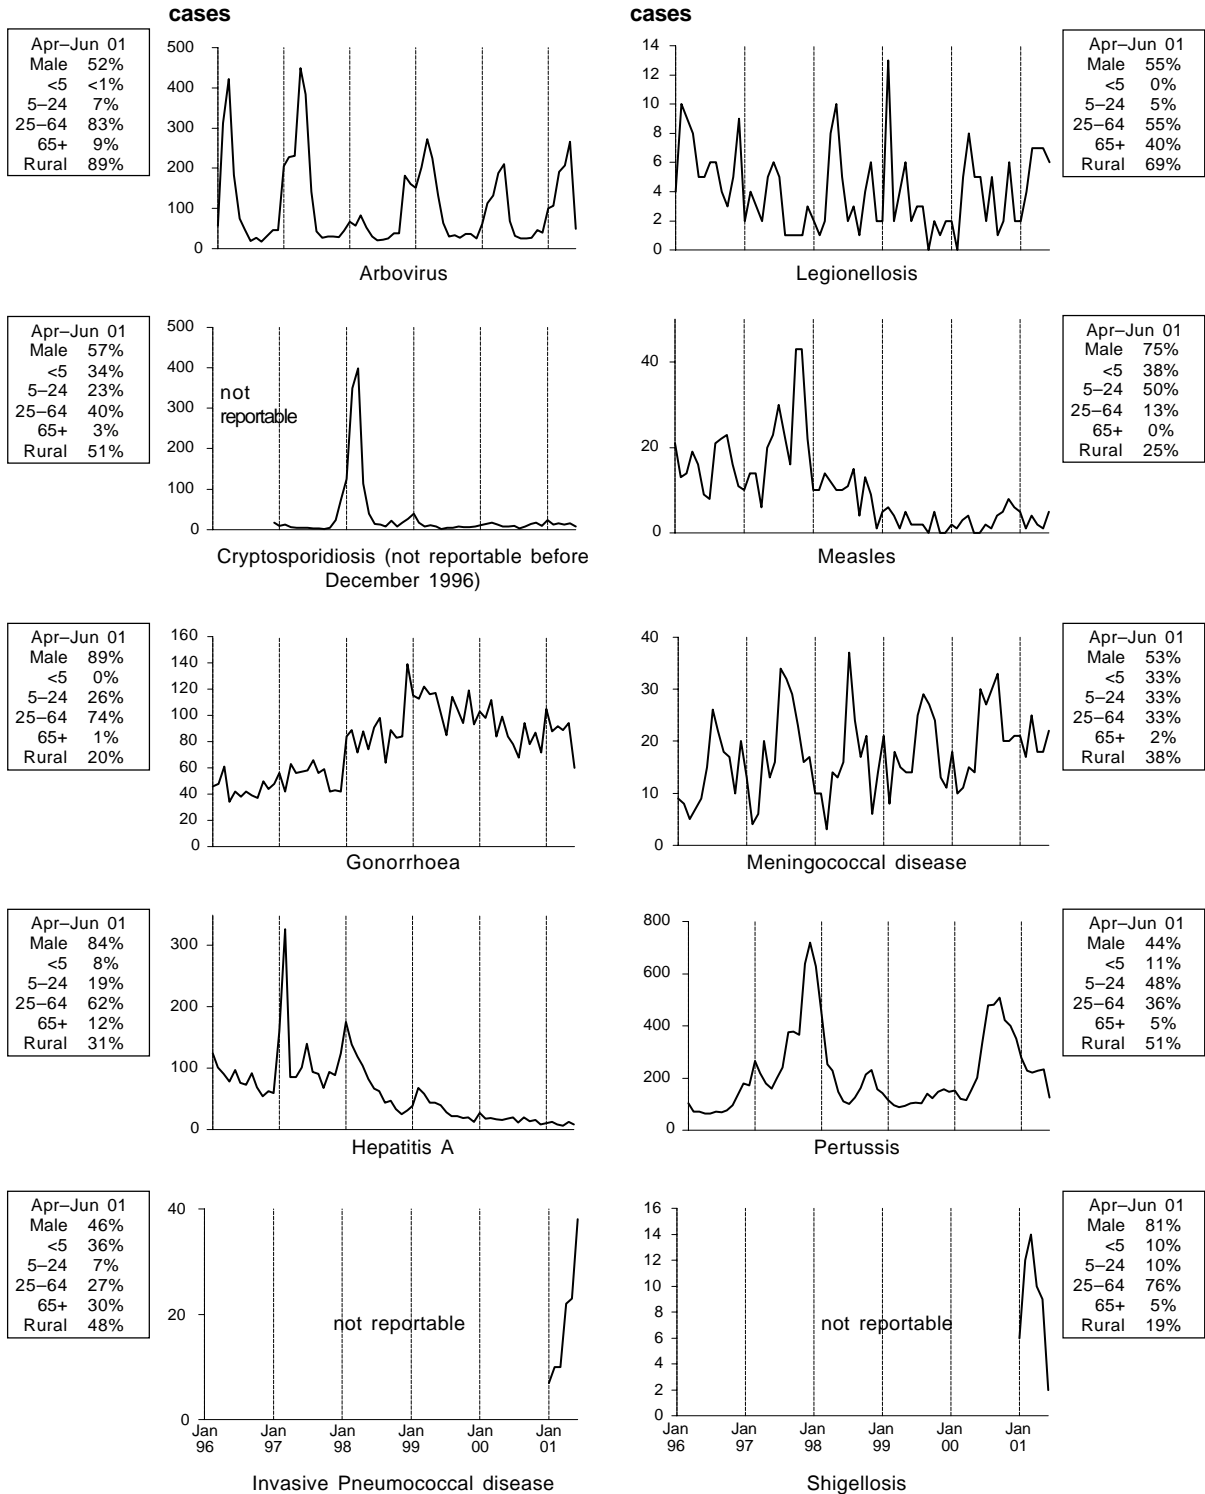 cases
Apr–Jun 01
Male 52%
<5 <1%
5–24 7%
25–64 83%
65+ 9%
Rural 89%
500
400
300
200
100
0
Arbovirus
cases
14
12
10
8
6
4
2
0
Legionellosis
Apr–Jun 01
Male 55%
<5 0%
5–24 5%
25–64 55%
65+ 40%
Rural 69%
Apr–Jun 01
Male 57%
<5 34%
5–24 23%
25–64 40%
65+ 3%
Rural 51%
500
400
300
200
100
0
not
reportable
Cryptosporidiosis (not reportable before
December 1996)
40
20
0
Measles
Apr–Jun 01
Male 75%
<5 38%
5–24 50%
25–64 13%
65+ 0%
Rural 25%
Apr–Jun 01
Male 89%
<5 0%
5–24 26%
25–64 74%
65+ 1%
Rural 20%
160
140
120
100
80
60
40
20
0
Gonorrhoea
40
30
20
10
0
Meningococcal disease
Apr–Jun 01
Male 53%
<5 33%
5–24 33%
25–64 33%
65+ 2%
Rural 38%
Apr–Jun 01
Male 84%
<5 8%
5–24 19%
25–64 62%
65+ 12%
Rural 31%
300
200
100
0
Hepatitis A
800
600
400
200
0
Pertussis
Apr–Jun 01
Male 44%
<5 11%
5–24 48%
25–64 36%
65+ 5%
Rural 51%
Apr–Jun 01
Male 46%
<5 36%
5–24 7%
25–64 27%
65+ 30%
Rural 48%
40
20
0
not reportable
Jan Jan Jan Jan Jan Jan
96 97 98 99 00 01
Invasive Pneumococcal disease
16
14
12
10
8
6
4
2
0
not reportable
Jan Jan Jan Jan Jan Jan
96 97 98 99 00 01
Shigellosis
Apr–Jun 01
Male 81%
<5 10%
5–24 10%
25–64 76%
65+ 5%
Rural 19%